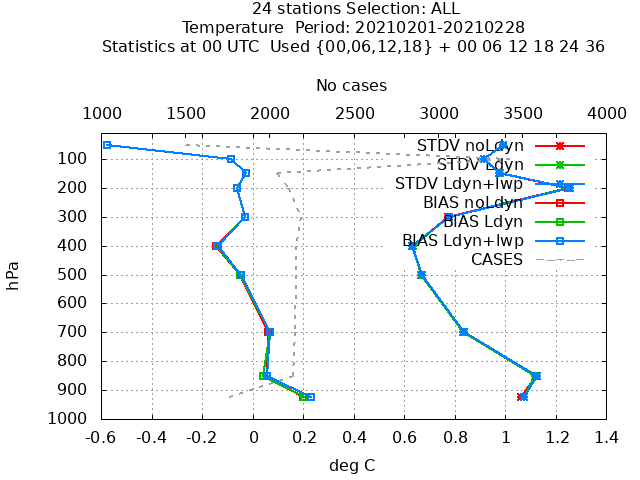 24 stations Selection: ALL
Temperature  Period: 20210201-20210228
Statistics at 00 UTC  Used {00,06,12,18} + 00 06 12 18 24 36
No cases
1000 1500 2000 2500 3000 3500 4000
STDV noLdyn
STDV Ldyn
STDV Ldyn+lwp
BIAS noLdyn
BIAS Ldyn
BIAS Ldyn+lwp
CASES
hPa
100
200
300
400
500
600
700
800
900
1000
-0.6 -0.4 -0.2 0 0.2 0.4 0.6 0.8 1 1.2 1.4
deg C